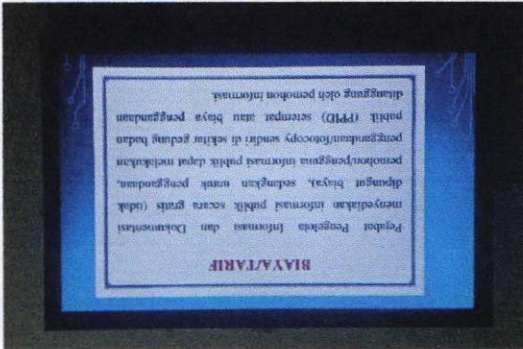 BIAYA/TARIF
Pejabat Pengelola Informasi dan Dokumentasi
menyediakan informasi publik secara gratis (tidak
dipungut biaya), sedangkan untuk penggandaan,
pemohon/pengguna informasi publik dapat melakukan
penggandaan/fotocopy sendiri di sekitar gedung badan
publik (PPID) setempat atau biaya penggandaan
ditanggung oleh pemohon informasi.